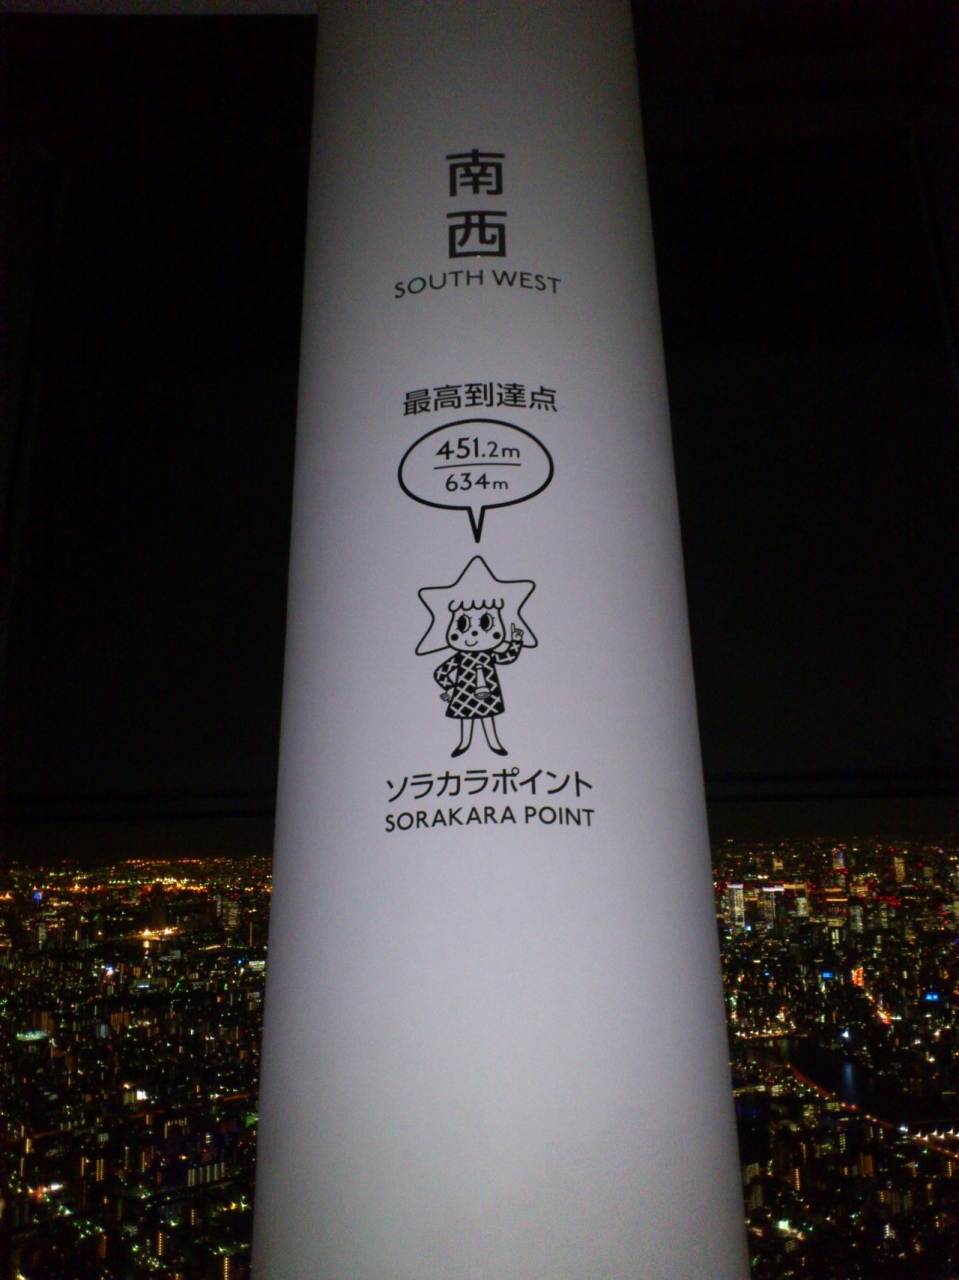 南
西
SOUTH WEST
最高到達点
451.2m
634m
ソラカラポイント
SORAKARA POINT